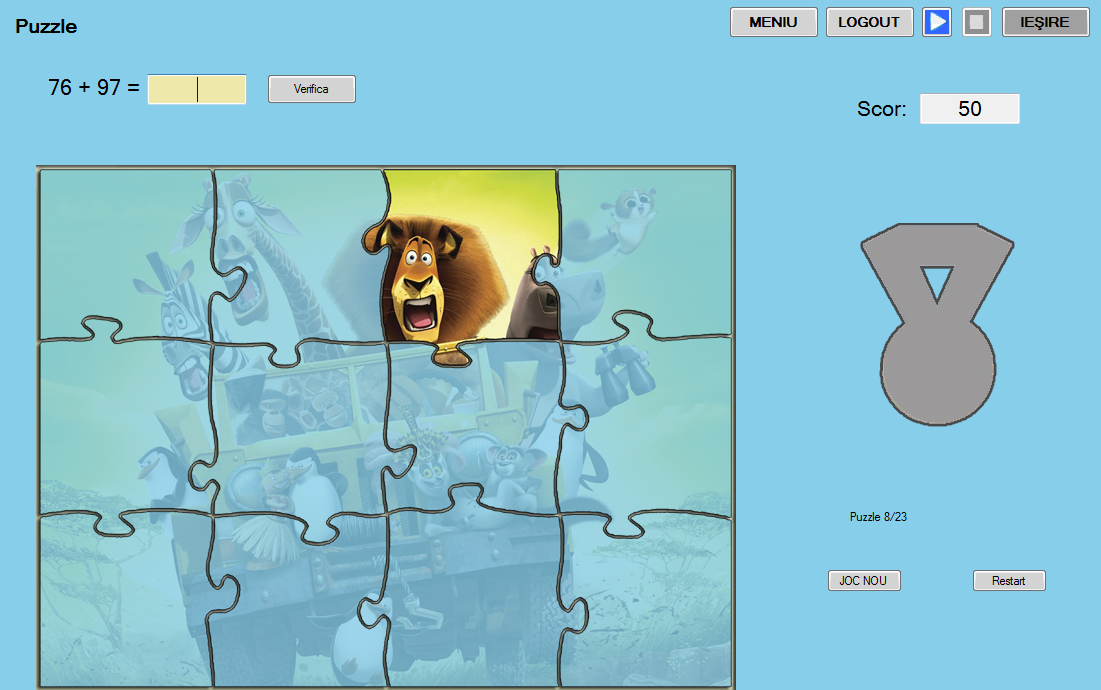 Puzzle
MENIU
LOGOUT
IEŞIRE
76 + 97 =
Verifica
Scor:
50
Puzzle 8/23
JOC NOU
Restart